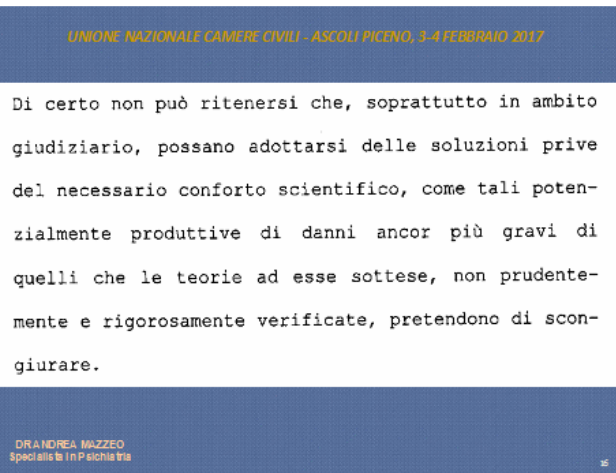 UNIONE NAZIONALE CAMERE CIVILI - ASCOLI PICENO, 3-4 FEBBRAIO 2017
Di certo non può ritenersi che, soprattutto in ambito
giudiziario, possano adottarsi delle soluzioni prive
del necessario conforto scientifico, come tali poten-
zialmente produttive di danni ancor più gravi di
quelli che le teorie ad esse sottese, non prudente-
mente e rigorosamente verificate, pretendono di scon-
giurare.
DR ANDREA MAZZEO
Specialista in Psichiatria